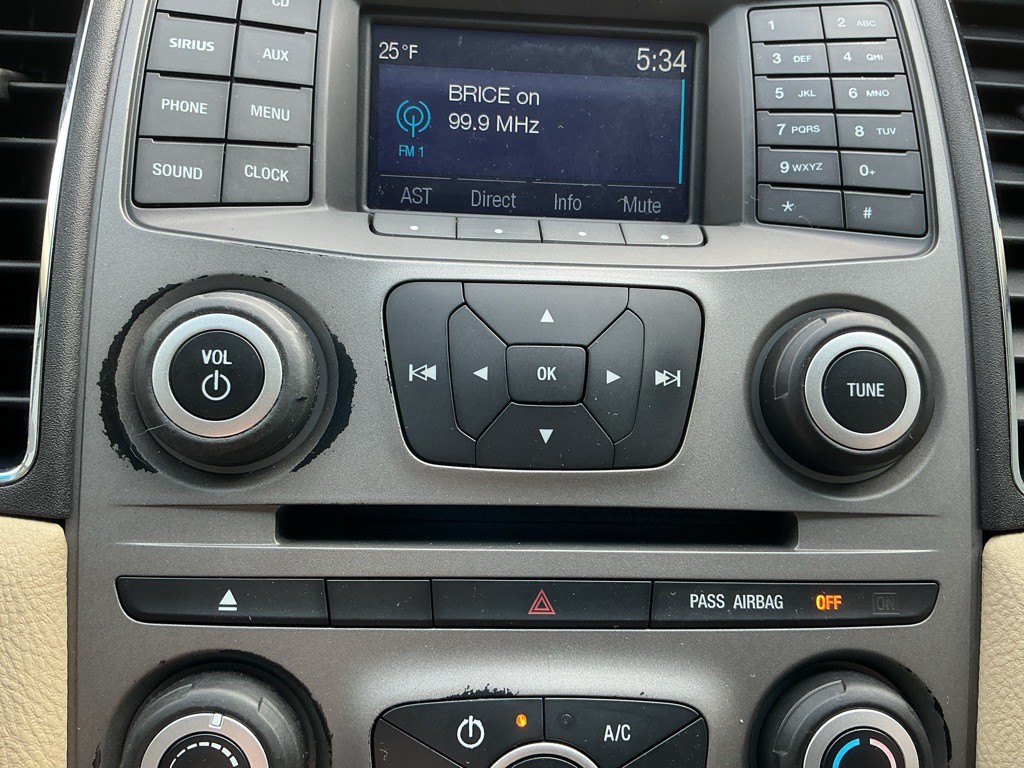 CD
SIRIUS AUX
PHONE MENU
SOUND CLOCK
25°F 5:34
BRICE on
99.9 MHz
FM 1
AST Direct Info Mute
1 2 ABC
3 DEF 4 GHI
5 JKL 6 MNO
7 PQRS 8 TUV
9 WXYZ 0+
* #
VOL
OK
TUNE
PASS AIRBAG OFF ON
A/C